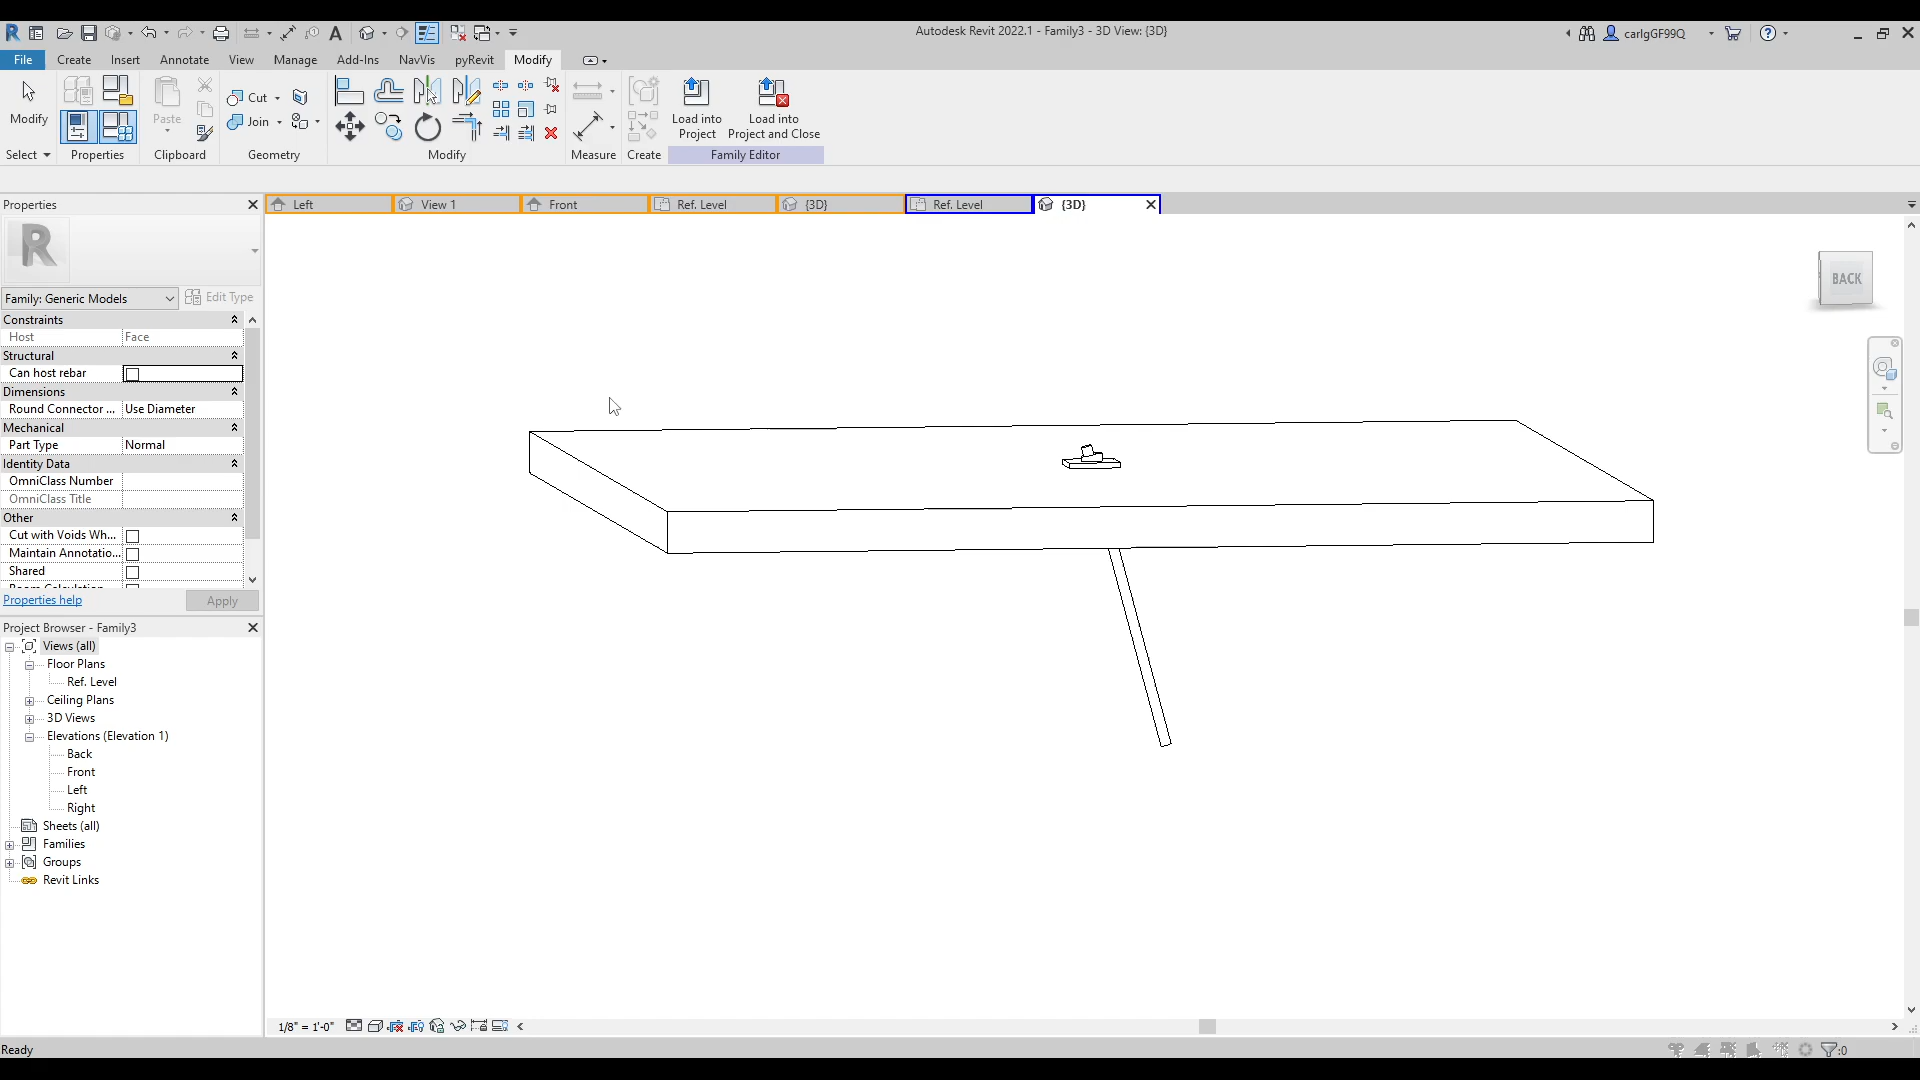 Autodesk Revit 2022.1 - Family3 - 3D View: {3D}
carlgGF99Q
File Create Insert Annotate View Manage Add-Ins NavVis pyRevit Modify
Modify
Paste
Cut
Join
Load into Project
Load into Project and Close
Select Properties Clipboard Geometry Modify Measure Create Family Editor
Properties
Left View 1 Front Ref. Level {3D} Ref. Level {3D}
R
Family: Generic Models Edit Type
Constraints
Host Face
Structural
Can host rebar
Dimensions
Round Connector ... Use Diameter
Mechanical
Part Type Normal
Identity Data
OmniClass Number
OmniClass Title
Other
Cut with Voids Wh...
Maintain Annotatio...
Shared
Properties help Apply
Project Browser - Family3
Views (all)
Floor Plans
Ref. Level
Ceiling Plans
3D Views
Elevations (Elevation 1)
Back
Front
Left
Right
Sheets (all)
Families
Groups
Revit Links
BACK
1/8" = 1'-0"
Ready
:0